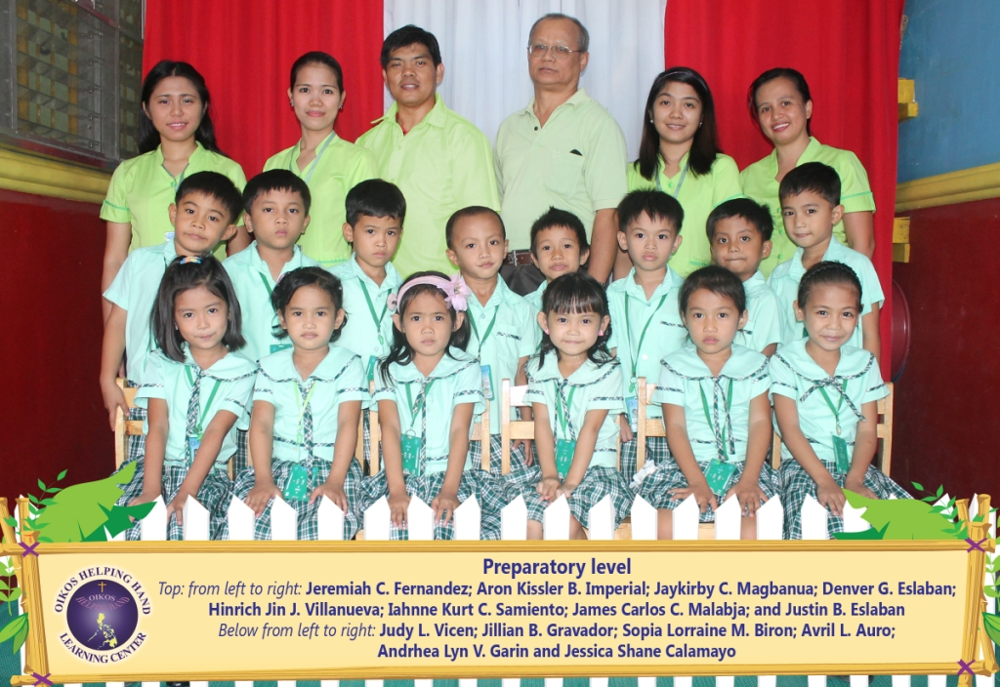 Preparatory level
Top: from left to right: Jeremiah C. Fernandez; Aron Kissler B. Imperial; Jaykirby C. Magbanua; Denver G. Eslaban;
Hinrich Jin J. Villanueva; Iahnne Kurt C. Samiento; James Carlos C. Malabja; and Justin B. Eslaban
Below from left to right: Judy L. Vicen; Jillian B. Gravador; Sopia Lorraine M. Biron; Avril L. Auro;
Andrhea Lyn V. Garin and Jessica Shane Calamayo
OIKOS HELPING HAND
LEARNING CENTER
OIKOS